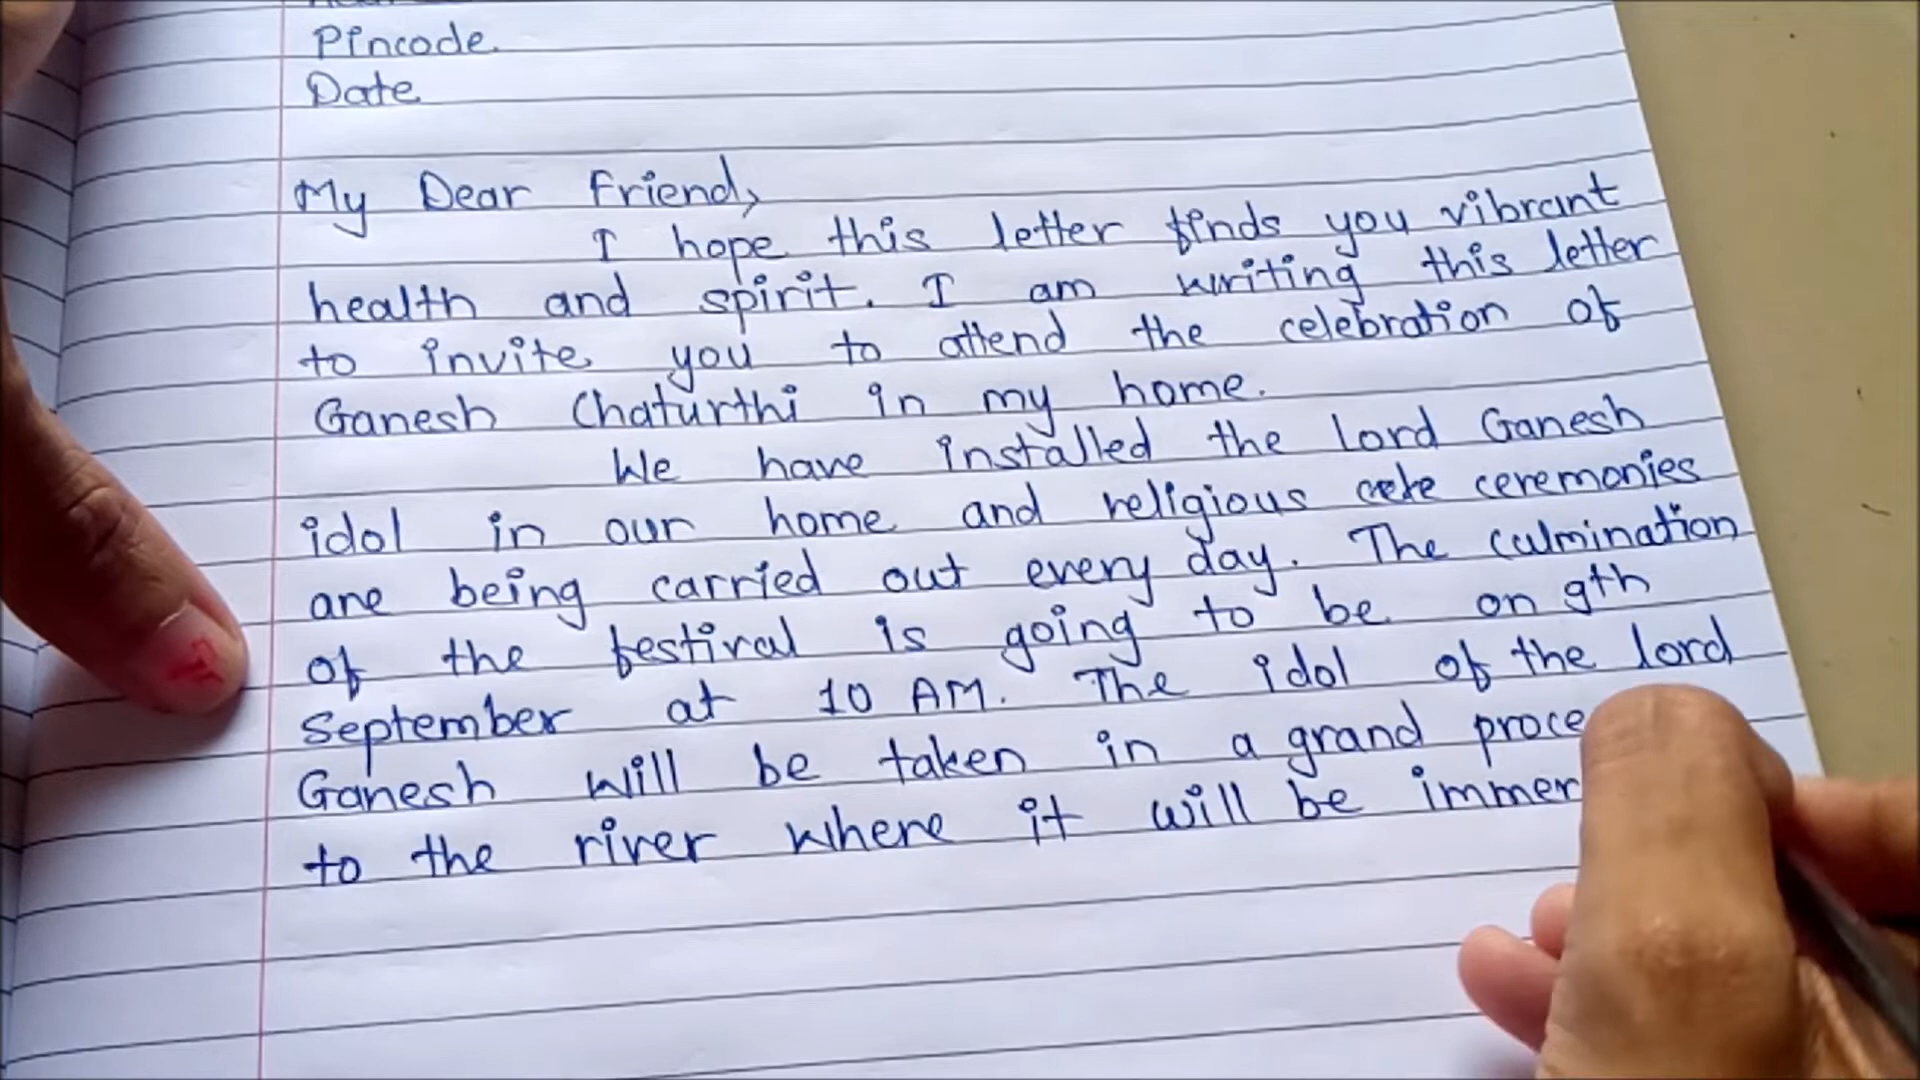 Pincode
Date
My Dear Friend,
I hope this letter finds you vibrant
health and spirit. I am writing this letter
to invite you to attend the celebration of
Ganesh Chaturthi in my home.
We have installed the lord Ganesh
idol in our home and religious ceremonies
are being carried out every day. The culmination
of the festival is going to be on 9th
September at 10 AM. The idol of the lord
Ganesh will be taken in a grand proce
to the river where it will be immer